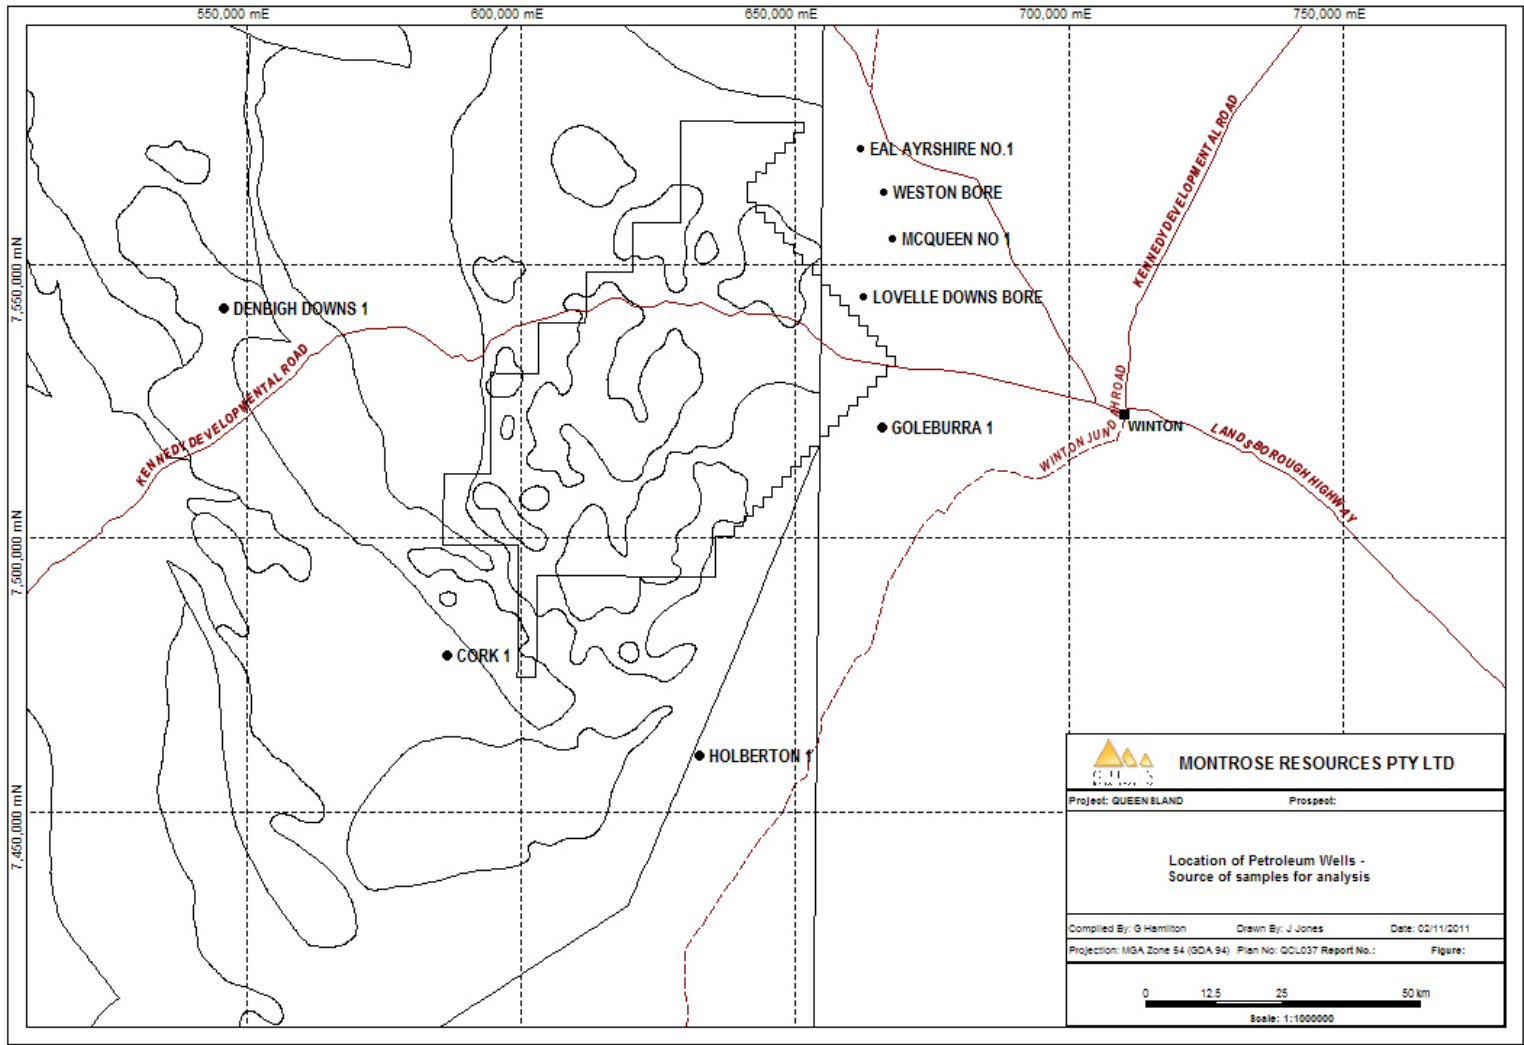 550,000 mE
600,000 mE
650,000 mE
700,000 mE
750,000 mE
7,550,000 mN
7,500,000 mN
7,450,000 mN
EAL AYRSHIRE NO.1
WESTON BORE
MCQUEEN NO 1
LOVELLE DOWNS BORE
DENBIGH DOWNS 1
GOLEBURRA 1
WINTON
CORK 1
HOLBERTON 1
KENNEDY DEVELOPMENTAL ROAD
KENNEDY DEVELOPMENTAL ROAD
WINTON JUNDAH ROAD
LANDSBOROUGH HIGHWAY
MONTROSE RESOURCES PTY LTD
Project: QUEENSLAND Prospect:
Location of Petroleum Wells -
Source of samples for analysis
Compiled By: G Hamilton Drawn By: J Jones Date: 02/11/2011
Projection: MGA Zone 54 (GDA 94) Plan No: QCL037 Report No.: Figure:
0 12.5 25 50 km
Scale: 1:1000000